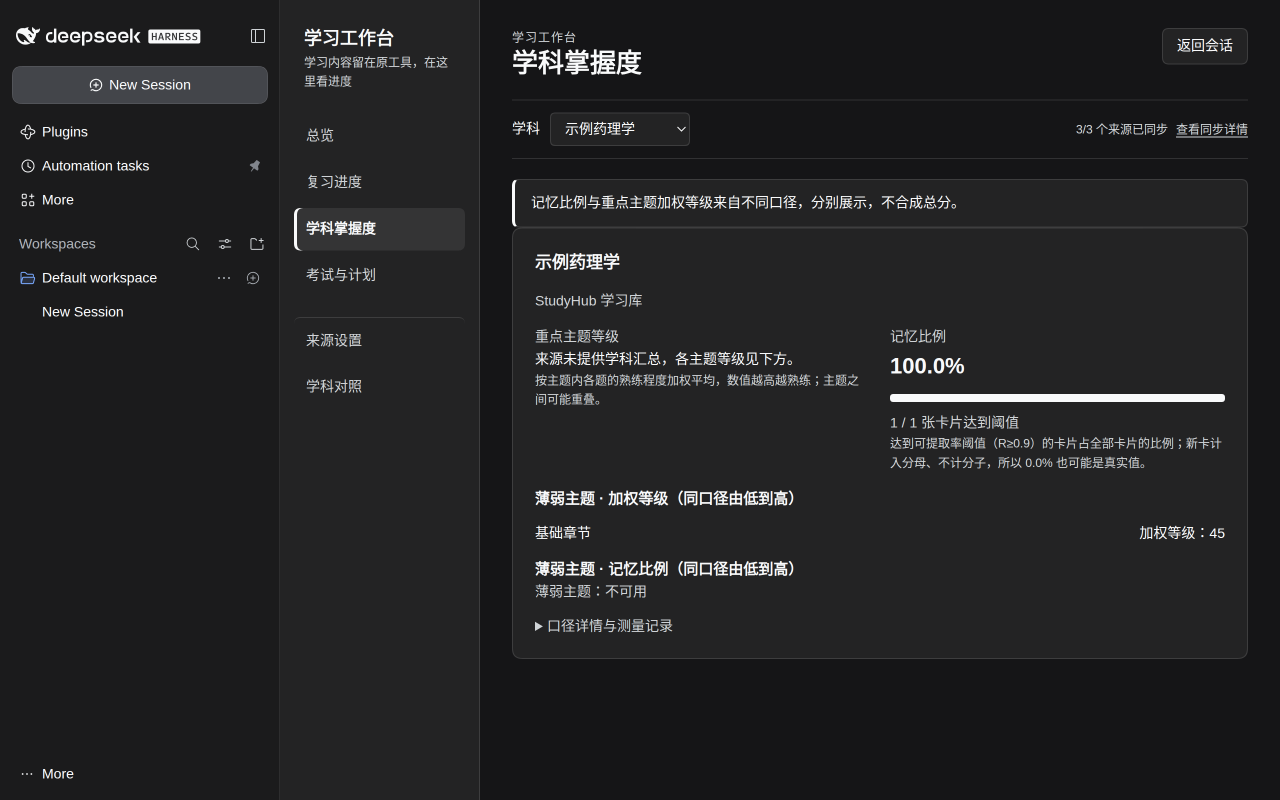 deepseek HARNESS
New Session
Plugins
Automation tasks
More
Workspaces
Default workspace
New Session
More
学习工作台
学习内容留在原工具，在这
里看进度
总览
复习进度
学科掌握度
考试与计划
来源设置
学科对照
学习工作台
学科掌握度
返回会话
学科 示例药理学
3/3 个来源已同步 查看同步详情
记忆比例与重点主题加权等级来自不同口径，分别展示，不合成总分。
示例药理学
StudyHub 学习库
重点主题等级
来源未提供学科汇总，各主题等级见下方。
按主题内各题的熟练程度加权平均，数值越高越熟练；主题之
间可能重叠。
记忆比例
100.0%
1 / 1 张卡片达到阈值
达到可提取率阈值（R≥0.9）的卡片占全部卡片的比例；新卡计
入分母、不计分子，所以 0.0% 也可能是真实值。
薄弱主题 · 加权等级（同口径由低到高）
基础章节 加权等级：45
薄弱主题 · 记忆比例（同口径由低到高）
薄弱主题：不可用
口径详情与测量记录